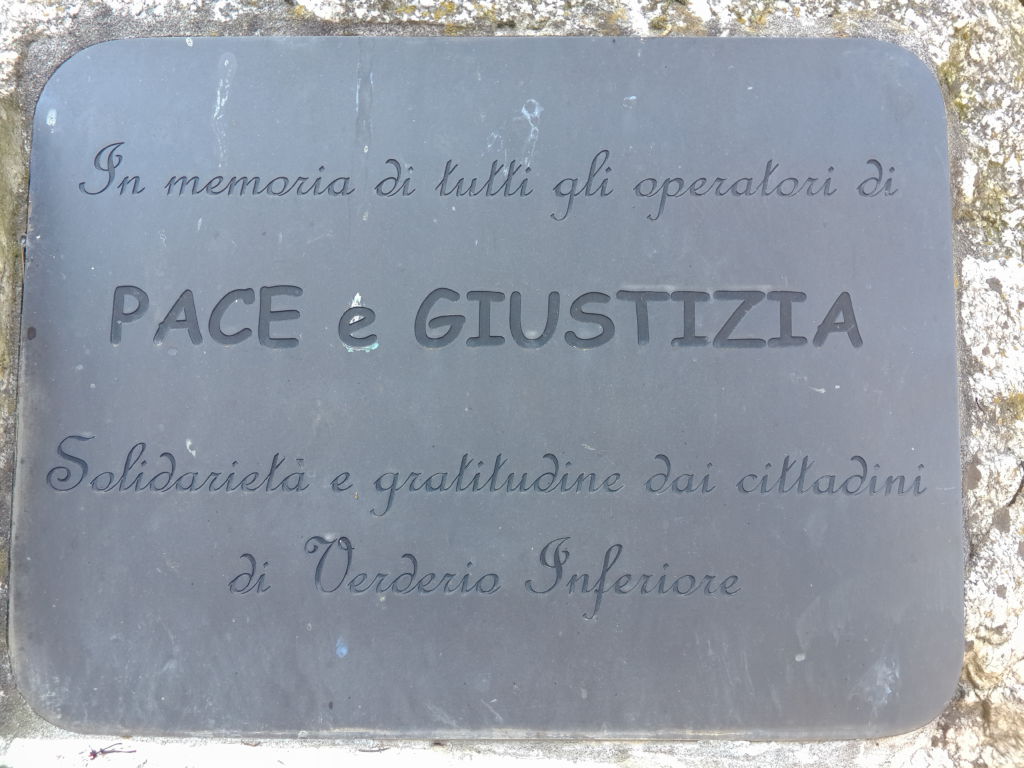 In memoria di tutti gli operatori di
PACE e GIUSTIZIA
Solidarietà e gratitudine dai cittadini
di Verderio Inferiore